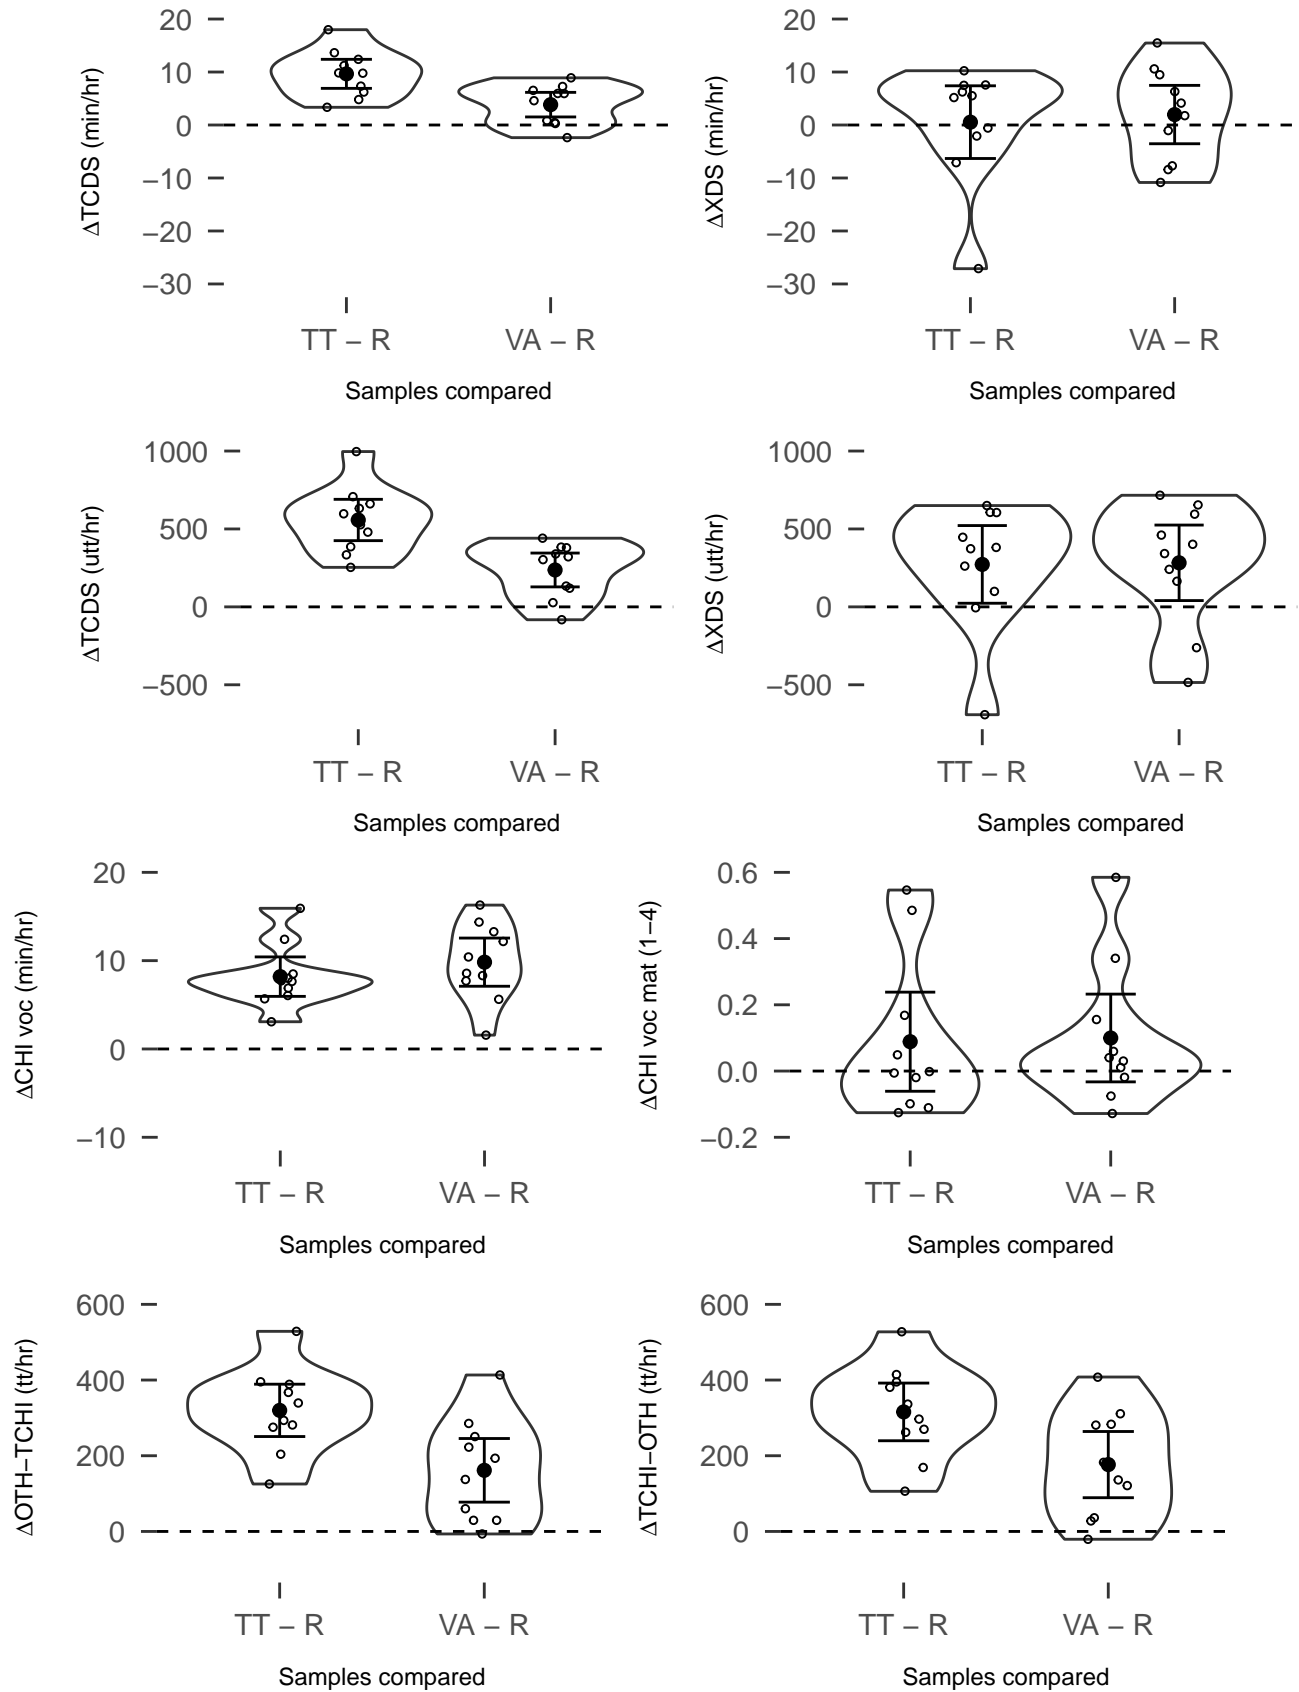 ΔTCDS (min/hr)
20
10
0
−10
−20
−30
TT − R
VA − R
Samples compared
ΔXDS (min/hr)
20
10
0
−10
−20
−30
TT − R
VA − R
Samples compared
ΔTCDS (utt/hr)
1000
500
0
−500
TT − R
VA − R
Samples compared
ΔXDS (utt/hr)
1000
500
0
−500
TT − R
VA − R
Samples compared
ΔCHI voc (min/hr)
20
10
0
−10
TT − R
VA − R
Samples compared
ΔCHI voc mat (1−4)
0.6
0.4
0.2
0.0
−0.2
TT − R
VA − R
Samples compared
ΔOTH−TCHI (tt/hr)
600
400
200
0
TT − R
VA − R
Samples compared
ΔTCHI−OTH (tt/hr)
600
400
200
0
TT − R
VA − R
Samples compared